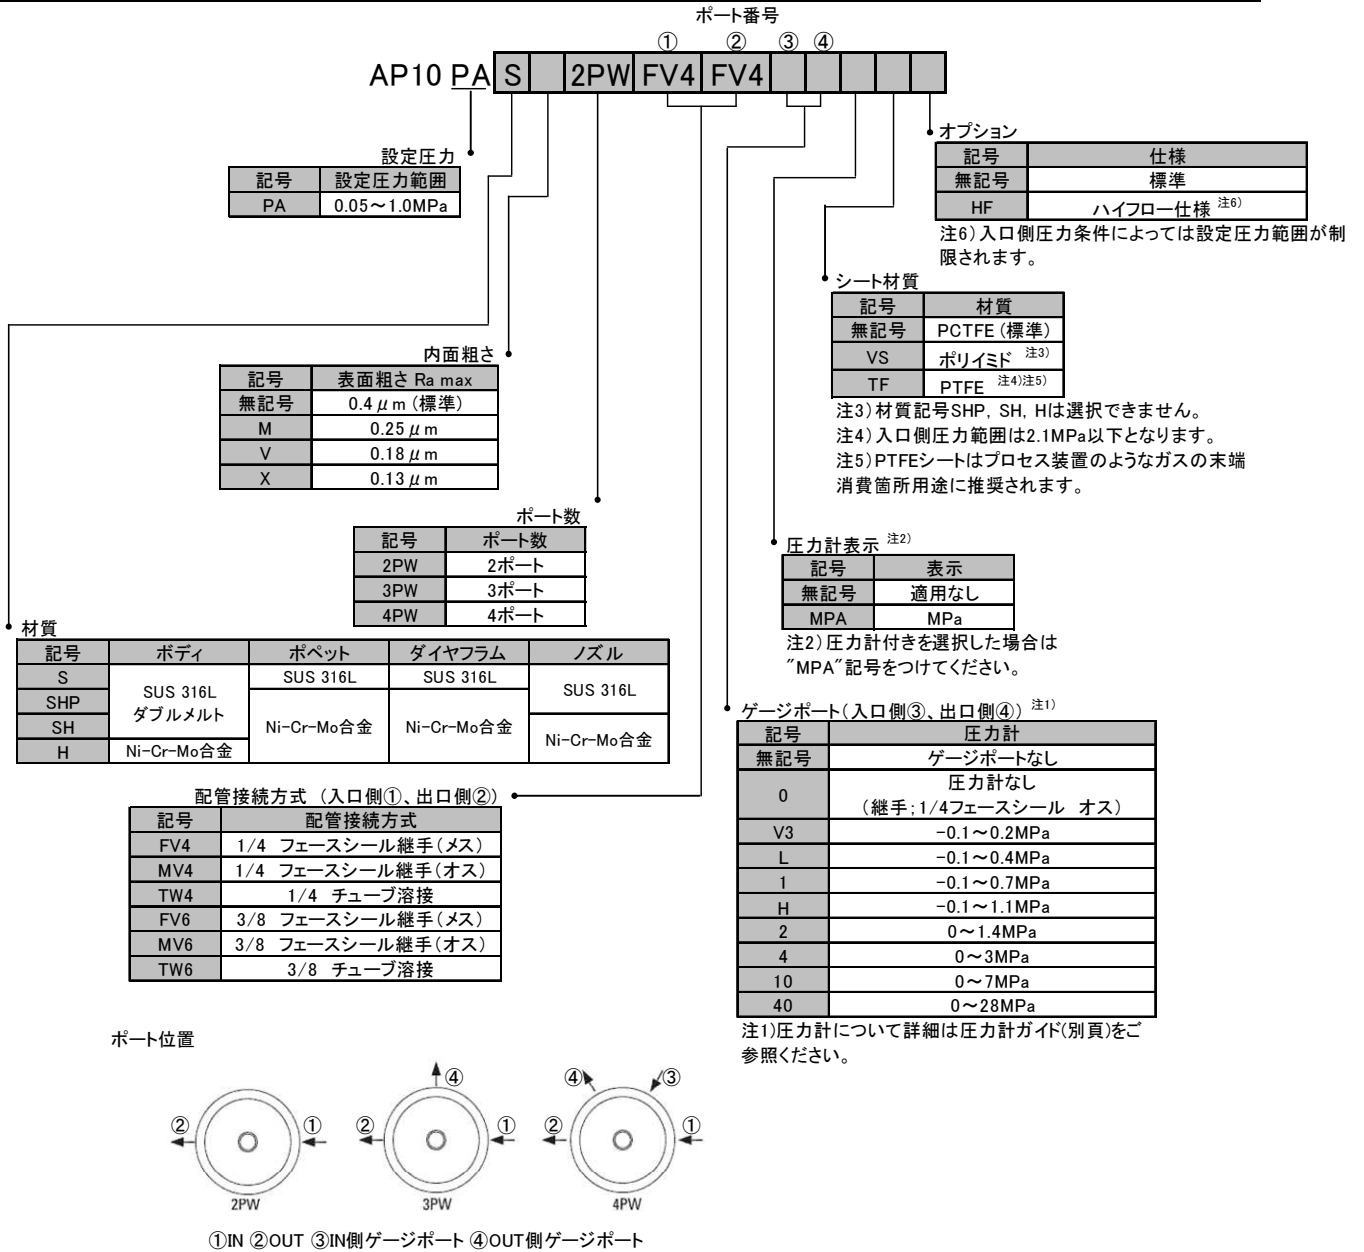 ポート番号
① ② ③ ④
AP10 PA S 2PW FV4 FV4
設定圧力
記号 設定圧力範囲
PA 0.05～1.0MPa
オプション
記号 仕様
無記号 標準
HF ハイフロー仕様 注6)
注6)入口側圧力条件によっては設定圧力範囲が制
限されます。
シート材質
記号 材質
無記号 PCTFE(標準)
VS ポリイミド 注3)
TF PTFE 注4)注5)
注3)材質記号SHP, SH, Hは選択できません。
注4)入口側圧力範囲は2.1MPa以下となります。
注5)PTFEシートはプロセス装置のようなガスの末端
消費箇所用途に推奨されます。
内面粗さ
記号 表面粗さ Ra max
無記号 0.4μm(標準)
M 0.25μm
V 0.18μm
X 0.13μm
ポート数
記号 ポート数
2PW 2ポート
3PW 3ポート
4PW 4ポート
圧力計表示 注2)
記号 表示
無記号 適用なし
MPA MPa
注2)圧力計付きを選択した場合は
"MPA"記号をつけてください。
材質
記号 ボディ ポペット ダイヤフラム ノズル
S SUS 316L ダブルメルト SUS 316L SUS 316L SUS 316L
SHP Ni-Cr-Mo合金 Ni-Cr-Mo合金
SH Ni-Cr-Mo合金
H Ni-Cr-Mo合金
ゲージポート(入口側③、出口側④) 注1)
記号 圧力計
無記号 ゲージポートなし
0 圧力計なし
(継手;1/4フェースシール オス)
V3 -0.1～0.2MPa
L -0.1～0.4MPa
1 -0.1～0.7MPa
H -0.1～1.1MPa
2 0～1.4MPa
4 0～3MPa
10 0～7MPa
40 0～28MPa
注1)圧力計について詳細は圧力計ガイド(別頁)をご
参照ください。
配管接続方式 (入口側①、出口側②)
記号 配管接続方式
FV4 1/4 フェースシール継手(メス)
MV4 1/4 フェースシール継手(オス)
TW4 1/4 チューブ溶接
FV6 3/8 フェースシール継手(メス)
MV6 3/8 フェースシール継手(オス)
TW6 3/8 チューブ溶接
ポート位置
② ① 2PW
④ ② ① 3PW
④ ③ ② ① 4PW
①IN ②OUT ③IN側ゲージポート ④OUT側ゲージポート